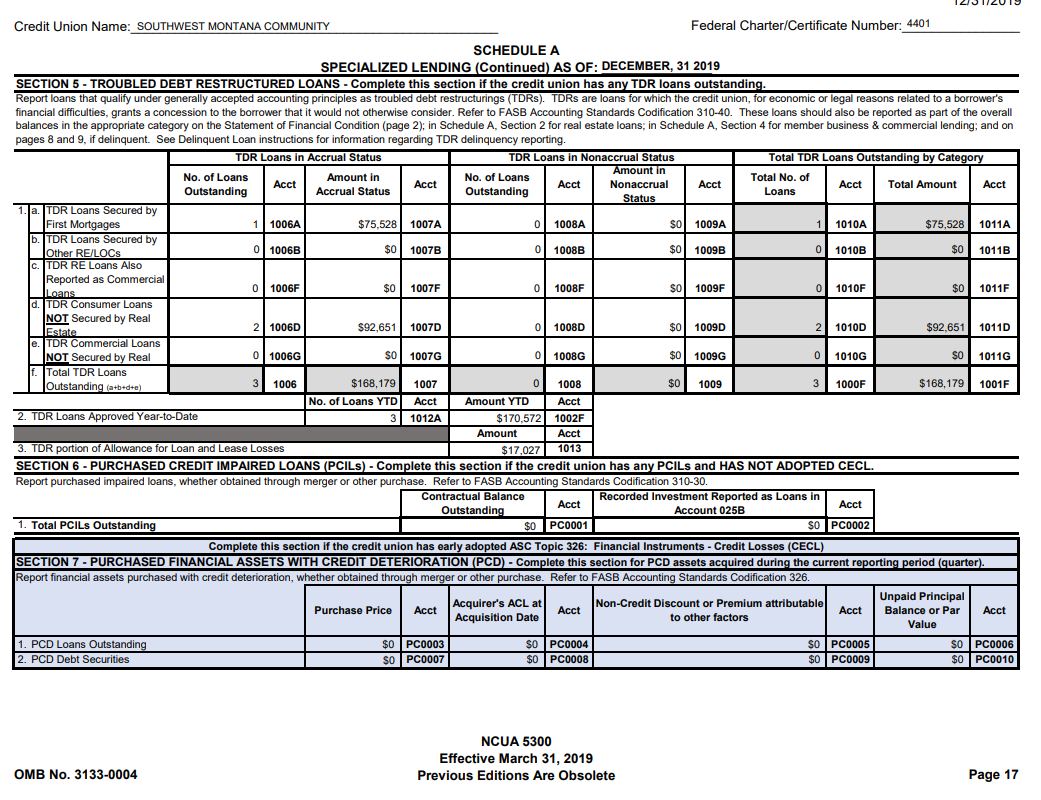 12/31/2019
Credit Union Name: SOUTHWEST MONTANA COMMUNITY Federal Charter/Certificate Number: 4401
SCHEDULE A
SPECIALIZED LENDING (Continued) AS OF: DECEMBER, 31 2019
SECTION 5 - TROUBLED DEBT RESTRUCTURED LOANS - Complete this section if the credit union has any TDR loans outstanding.
Report loans that qualify under generally accepted accounting principles as troubled debt restructurings (TDRs). TDRs are loans for which the credit union, for economic or legal reasons related to a borrower's
financial difficulties, grants a concession to the borrower that it would not otherwise consider. Refer to FASB Accounting Standards Codification 310-40. These loans should also be reported as part of the overall
balances in the appropriate category on the Statement of Financial Condition (page 2); in Schedule A, Section 2 for real estate loans; in Schedule A, Section 4 for member business & commercial lending; and on
pages 8 and 9, if delinquent. See Delinquent Loan instructions for information regarding TDR delinquency reporting.
TDR Loans in Accrual Status TDR Loans in Nonaccrual Status Total TDR Loans Outstanding by Category
No. of Loans Outstanding Acct Amount in Accrual Status Acct No. of Loans Outstanding Acct Amount in Nonaccrual Status Acct Total No. of Loans Acct Total Amount Acct
1. a. TDR Loans Secured by
First Mortgages 1 1006A $75,528 1007A 0 1008A $0 1009A 1 1010A $75,528 1011A
b. TDR Loans Secured by
Other RE/LOCs 0 1006B $0 1007B 0 1008B $0 1009B 0 1010B $0 1011B
c. TDR RE Loans Also
Reported as Commercial
Loans 0 1006F $0 1007F 0 1008F $0 1009F 0 1010F $0 1011F
d. TDR Consumer Loans
NOT Secured by Real
Estate 2 1006D $92,651 1007D 0 1008D $0 1009D 2 1010D $92,651 1011D
e. TDR Commercial Loans
NOT Secured by Real 0 1006G $0 1007G 0 1008G $0 1009G 0 1010G $0 1011G
f. Total TDR Loans
Outstanding (a+b+d+e) 3 1006 $168,179 1007 0 1008 $0 1009 3 1000F $168,179 1001F
No. of Loans YTD Acct Amount YTD Acct
2. TDR Loans Approved Year-to-Date 3 1012A $170,572 1002F
Amount Acct
3. TDR portion of Allowance for Loan and Lease Losses $17,027 1013
SECTION 6 - PURCHASED CREDIT IMPAIRED LOANS (PCILs) - Complete this section if the credit union has any PCILs and HAS NOT ADOPTED CECL.
Report purchased impaired loans, whether obtained through merger or other purchase. Refer to FASB Accounting Standards Codification 310-30.
Contractual Balance Outstanding Acct Recorded Investment Reported as Loans in Account 025B Acct
1. Total PCILs Outstanding $0 PC0001 $0 PC0002
Complete this section if the credit union has early adopted ASC Topic 326: Financial Instruments - Credit Losses (CECL)
SECTION 7 - PURCHASED FINANCIAL ASSETS WITH CREDIT DETERIORATION (PCD) - Complete this section for PCD assets acquired during the current reporting period (quarter).
Report financial assets purchased with credit deterioration, whether obtained through merger or other purchase. Refer to FASB Accounting Standards Codification 326.
Purchase Price Acct Acquirer's ACL at Acquisition Date Acct Non-Credit Discount or Premium attributable to other factors Acct Unpaid Principal Balance or Par Value Acct
1. PCD Loans Outstanding $0 PC0003 $0 PC0004 $0 PC0005 $0 PC0006
2. PCD Debt Securities $0 PC0007 $0 PC0008 $0 PC0009 $0 PC0010
NCUA 5300
Effective March 31, 2019
OMB No. 3133-0004 Previous Editions Are Obsolete Page 17